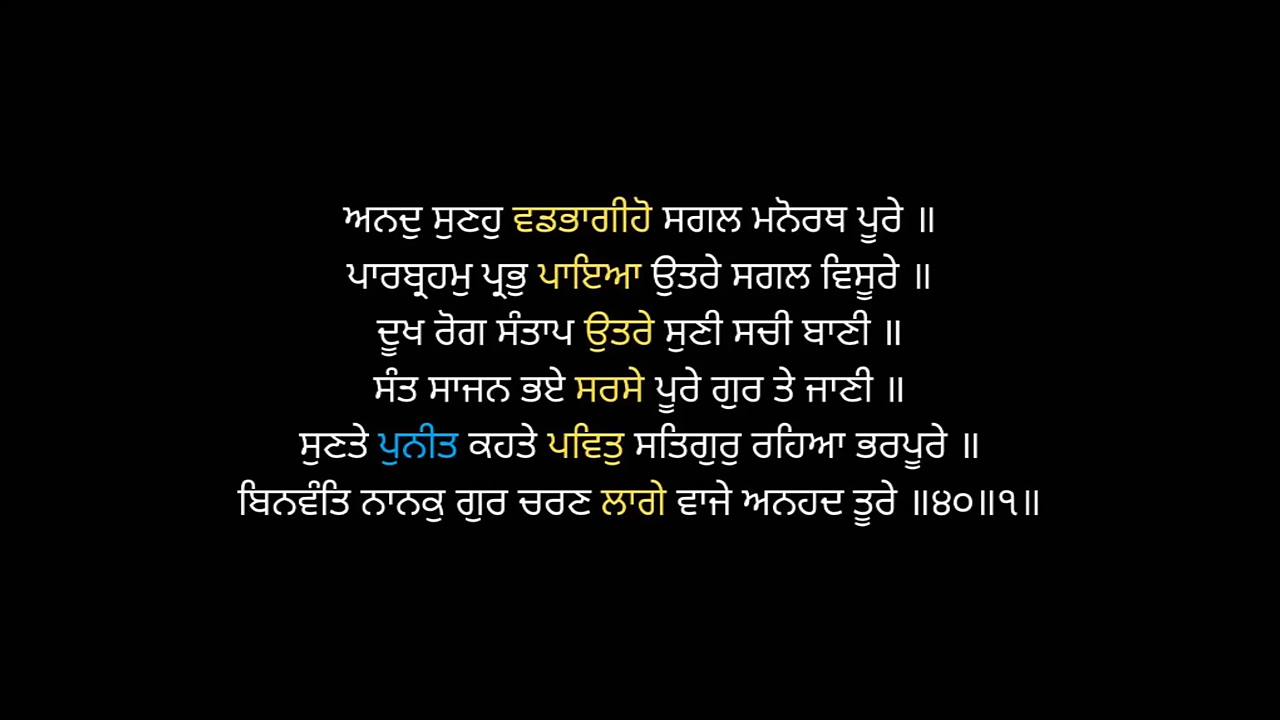 ਅਨਦੁ ਸੁਣਹੁ ਵਡਭਾਗੀਹੋ ਸਗਲ ਮਨੋਰਥ ਪੂਰੇ ॥
ਪਾਰਬ੍ਰਹਮੁ ਪ੍ਰਭੁ ਪਾਇਆ ਉਤਰੇ ਸਗਲ ਵਿਸੂਰੇ ॥
ਦੂਖ ਰੋਗ ਸੰਤਾਪ ਉਤਰੇ ਸੁਣੀ ਸਚੀ ਬਾਣੀ ॥
ਸੰਤ ਸਾਜਨ ਭਏ ਸਰਸੇ ਪੂਰੇ ਗੁਰ ਤੇ ਜਾਣੀ ॥
ਸੁਣਤੇ ਪੁਨੀਤ ਕਹਤੇ ਪਵਿਤੁ ਸਤਿਗੁਰੁ ਰਹਿਆ ਭਰਪੂਰੇ ॥
ਬਿਨਵੰਤਿ ਨਾਨਕੁ ਗੁਰ ਚਰਣ ਲਾਗੇ ਵਾਜੇ ਅਨਹਦ ਤੂਰੇ ॥੪੦॥੧॥